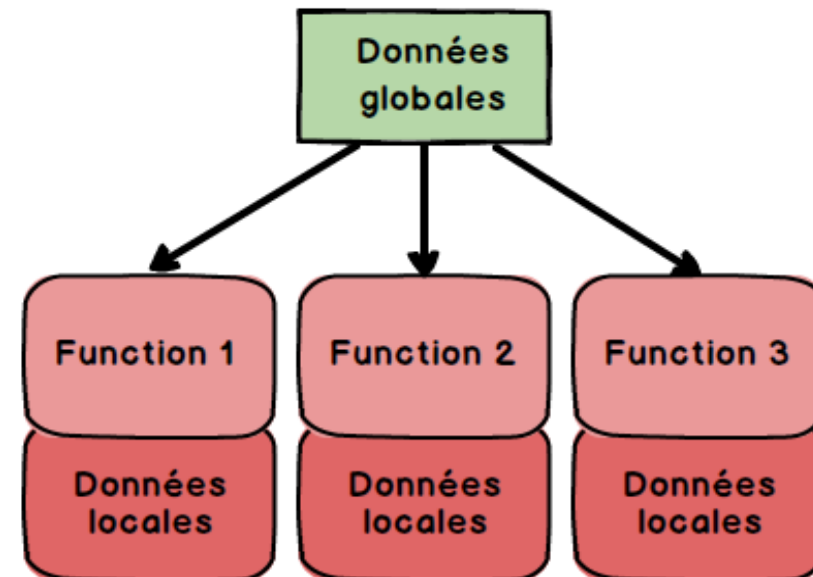 Données
globales
Function 1
Function 2
Function 3
Données
locales
Données
locales
Données
locales